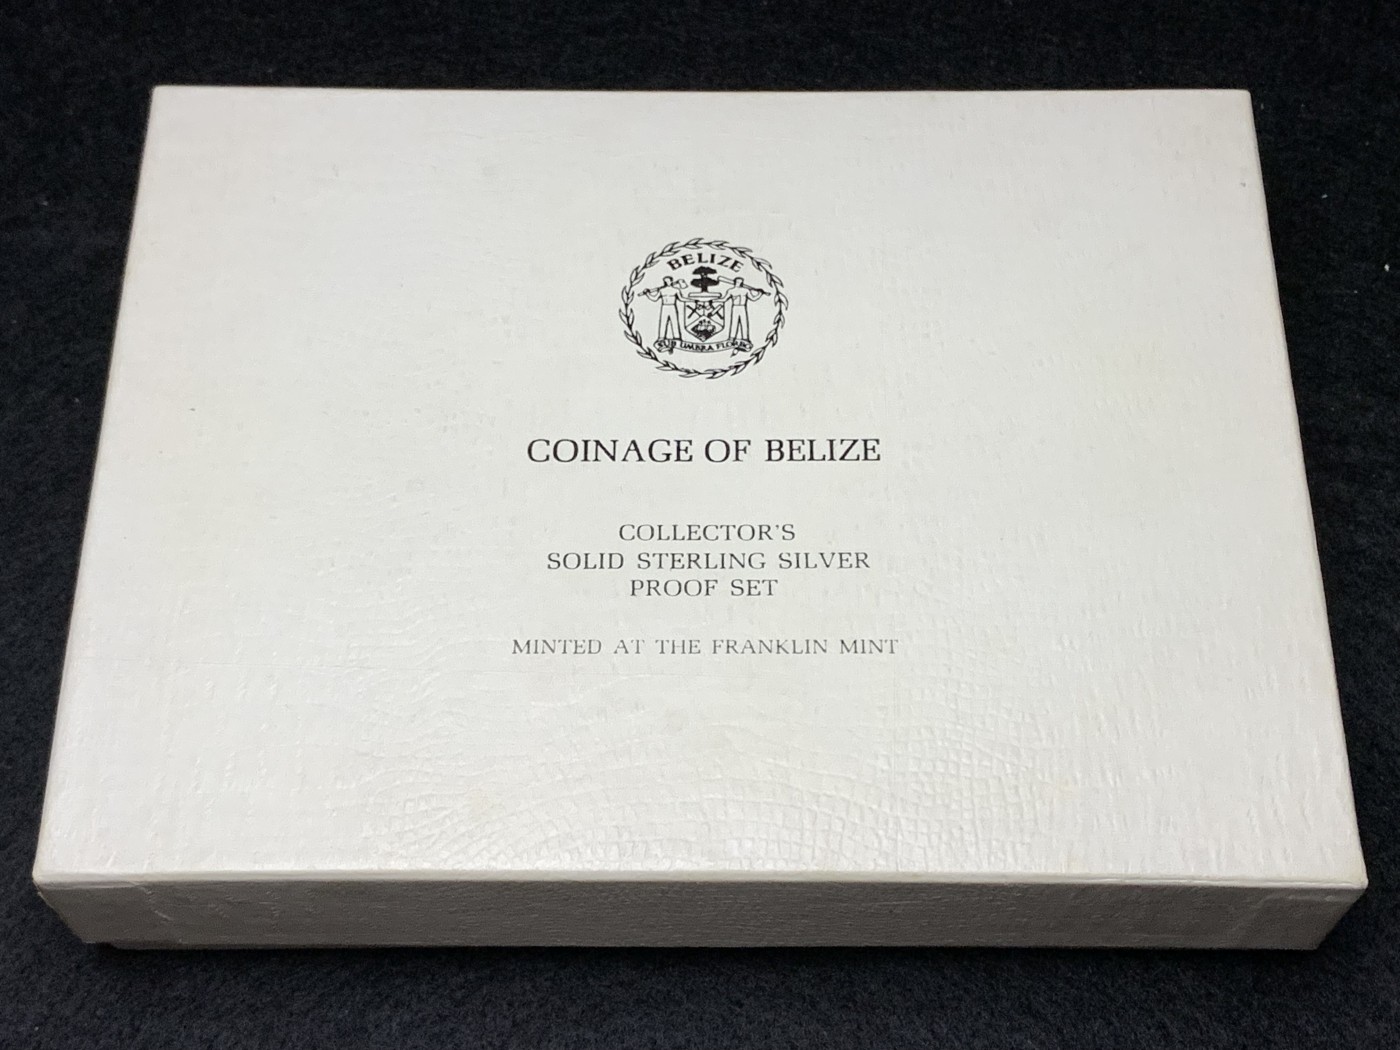 BELIZE
SUB UMBRA FLOREO
COINAGE OF BELIZE
COLLECTOR'S
SOLID STERLING SILVER
PROOF SET
MINTED AT THE FRANKLIN MINT